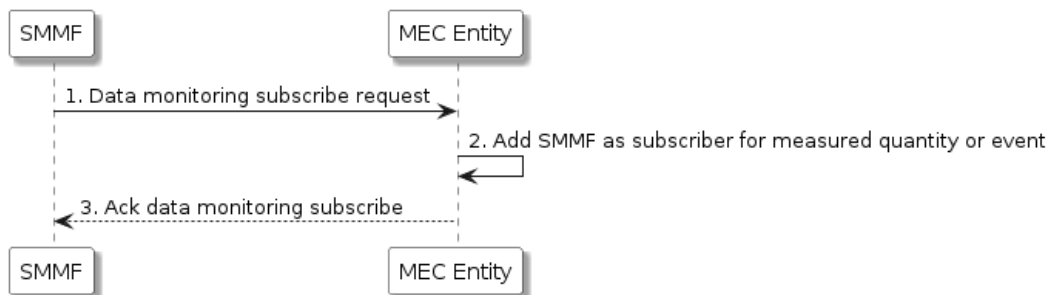 SMMF
MEC Entity
1. Data monitoring subscribe request
2. Add SMMF as subscriber for measured quantity or event
3. Ack data monitoring subscribe
SMMF
MEC Entity